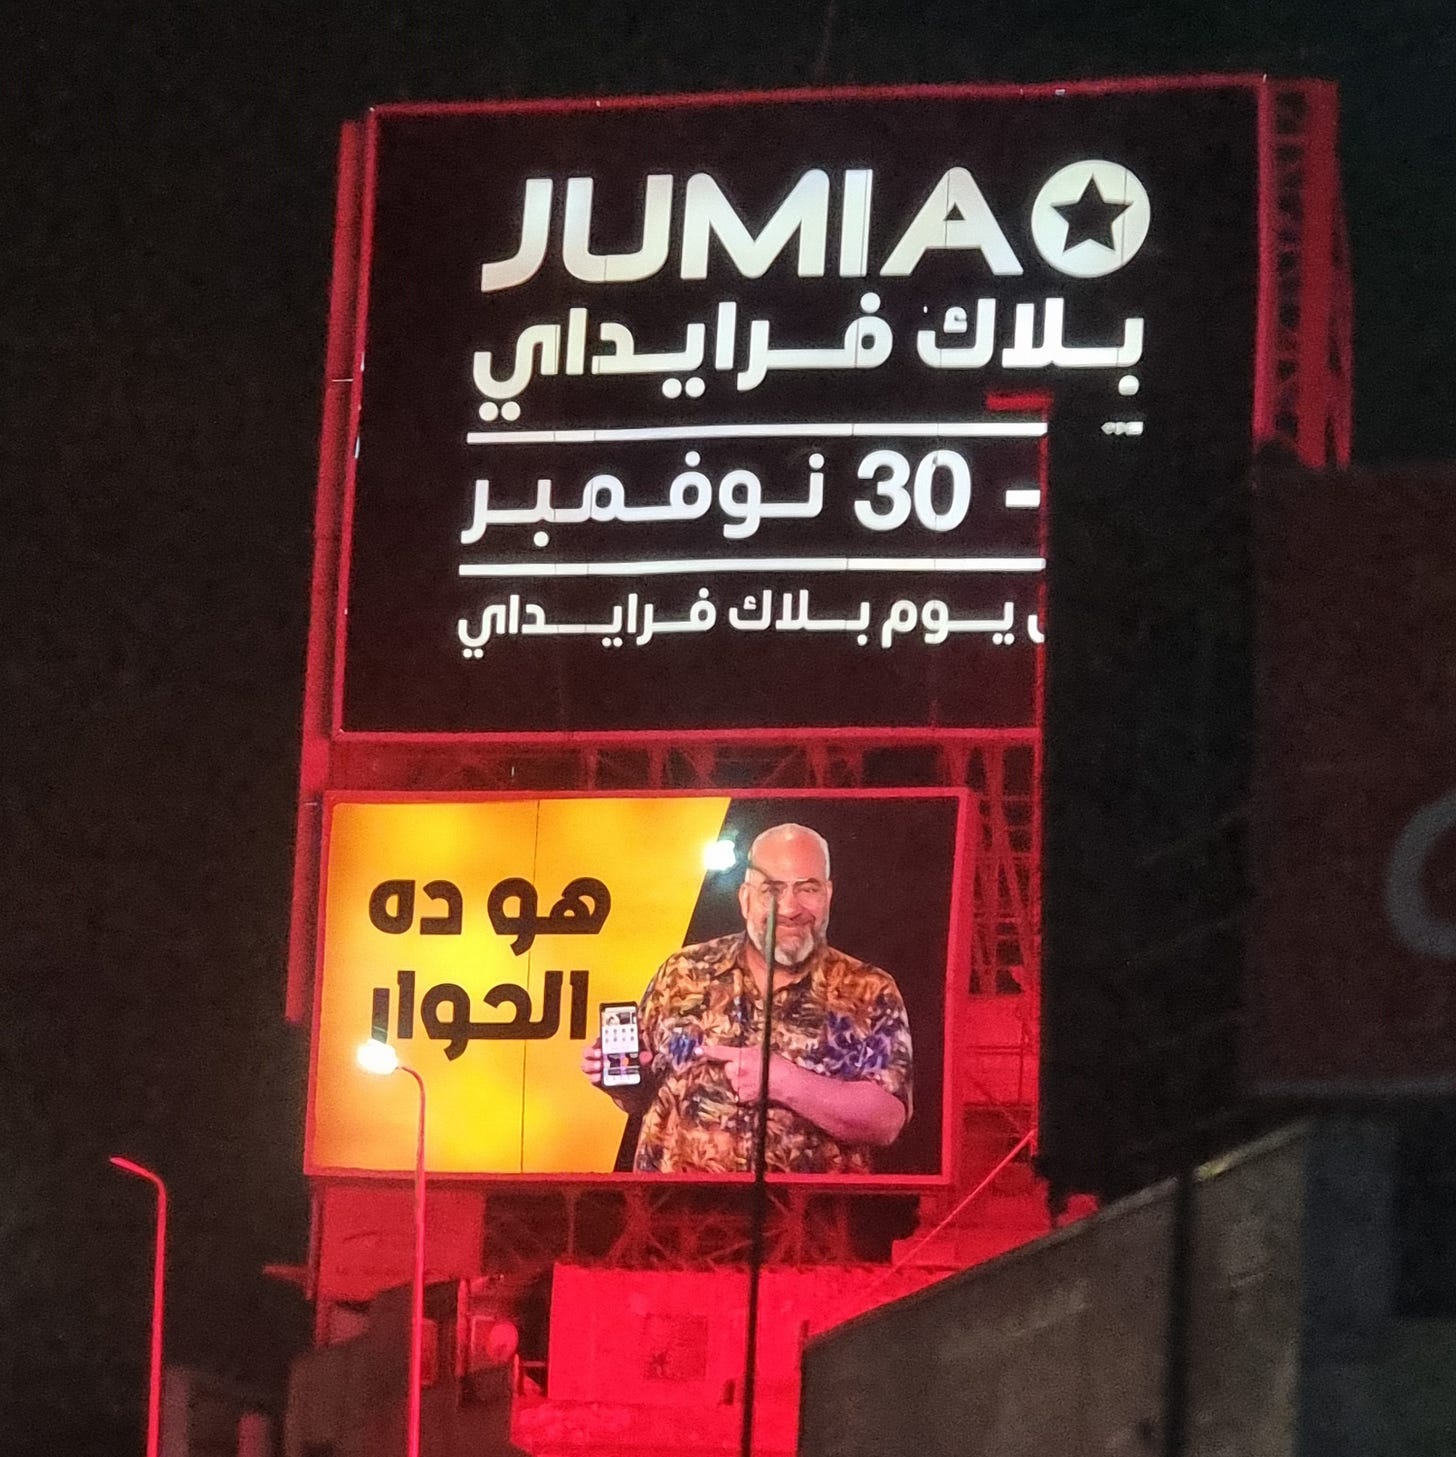 JUMIA
بلاك فرايداي
- 30 نوفمبر
يوم بلاك فرايداي
هو ده
الحوار